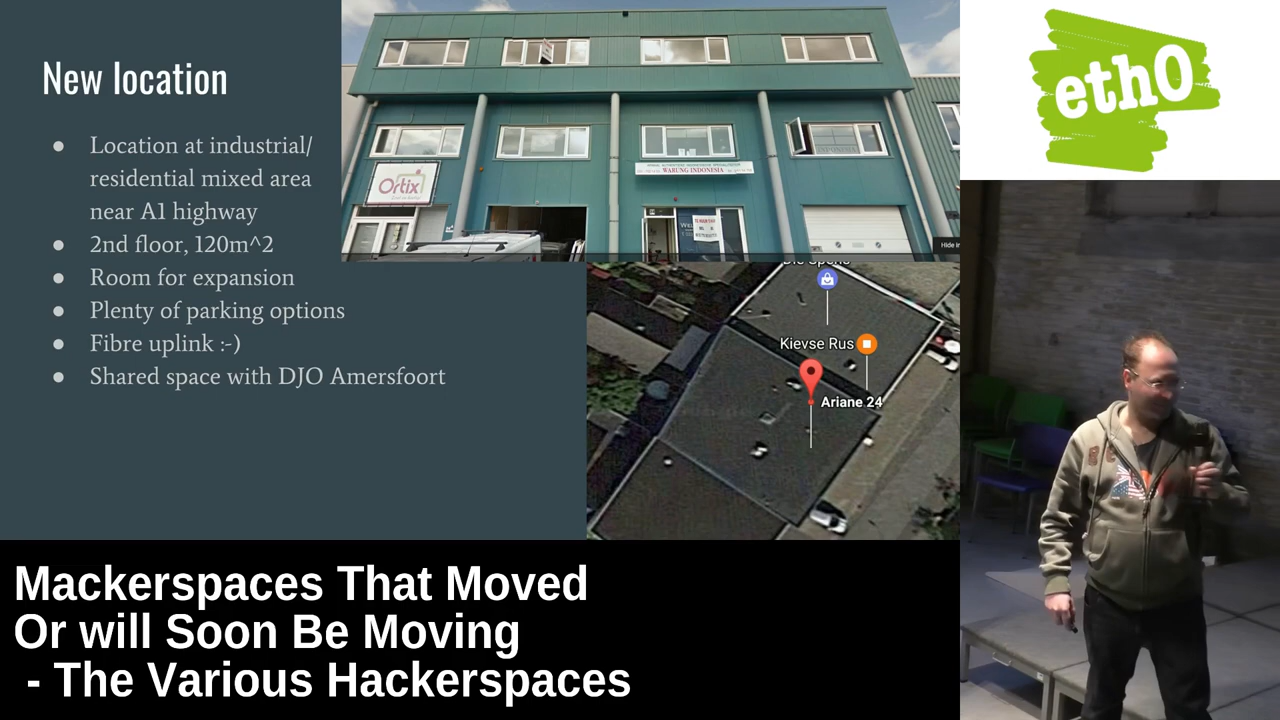 New location
Location at industrial/
residential mixed area
near A1 highway
2nd floor, 120m^2
Room for expansion
Plenty of parking options
Fibre uplink :-)
Shared space with DJO Amersfoort
Ortix
WARUNG INDONESIA
Hide
Kievse Rus
Ariane 24
eth0
Mackerspaces That Moved
Or will Soon Be Moving
- The Various Hackerspaces